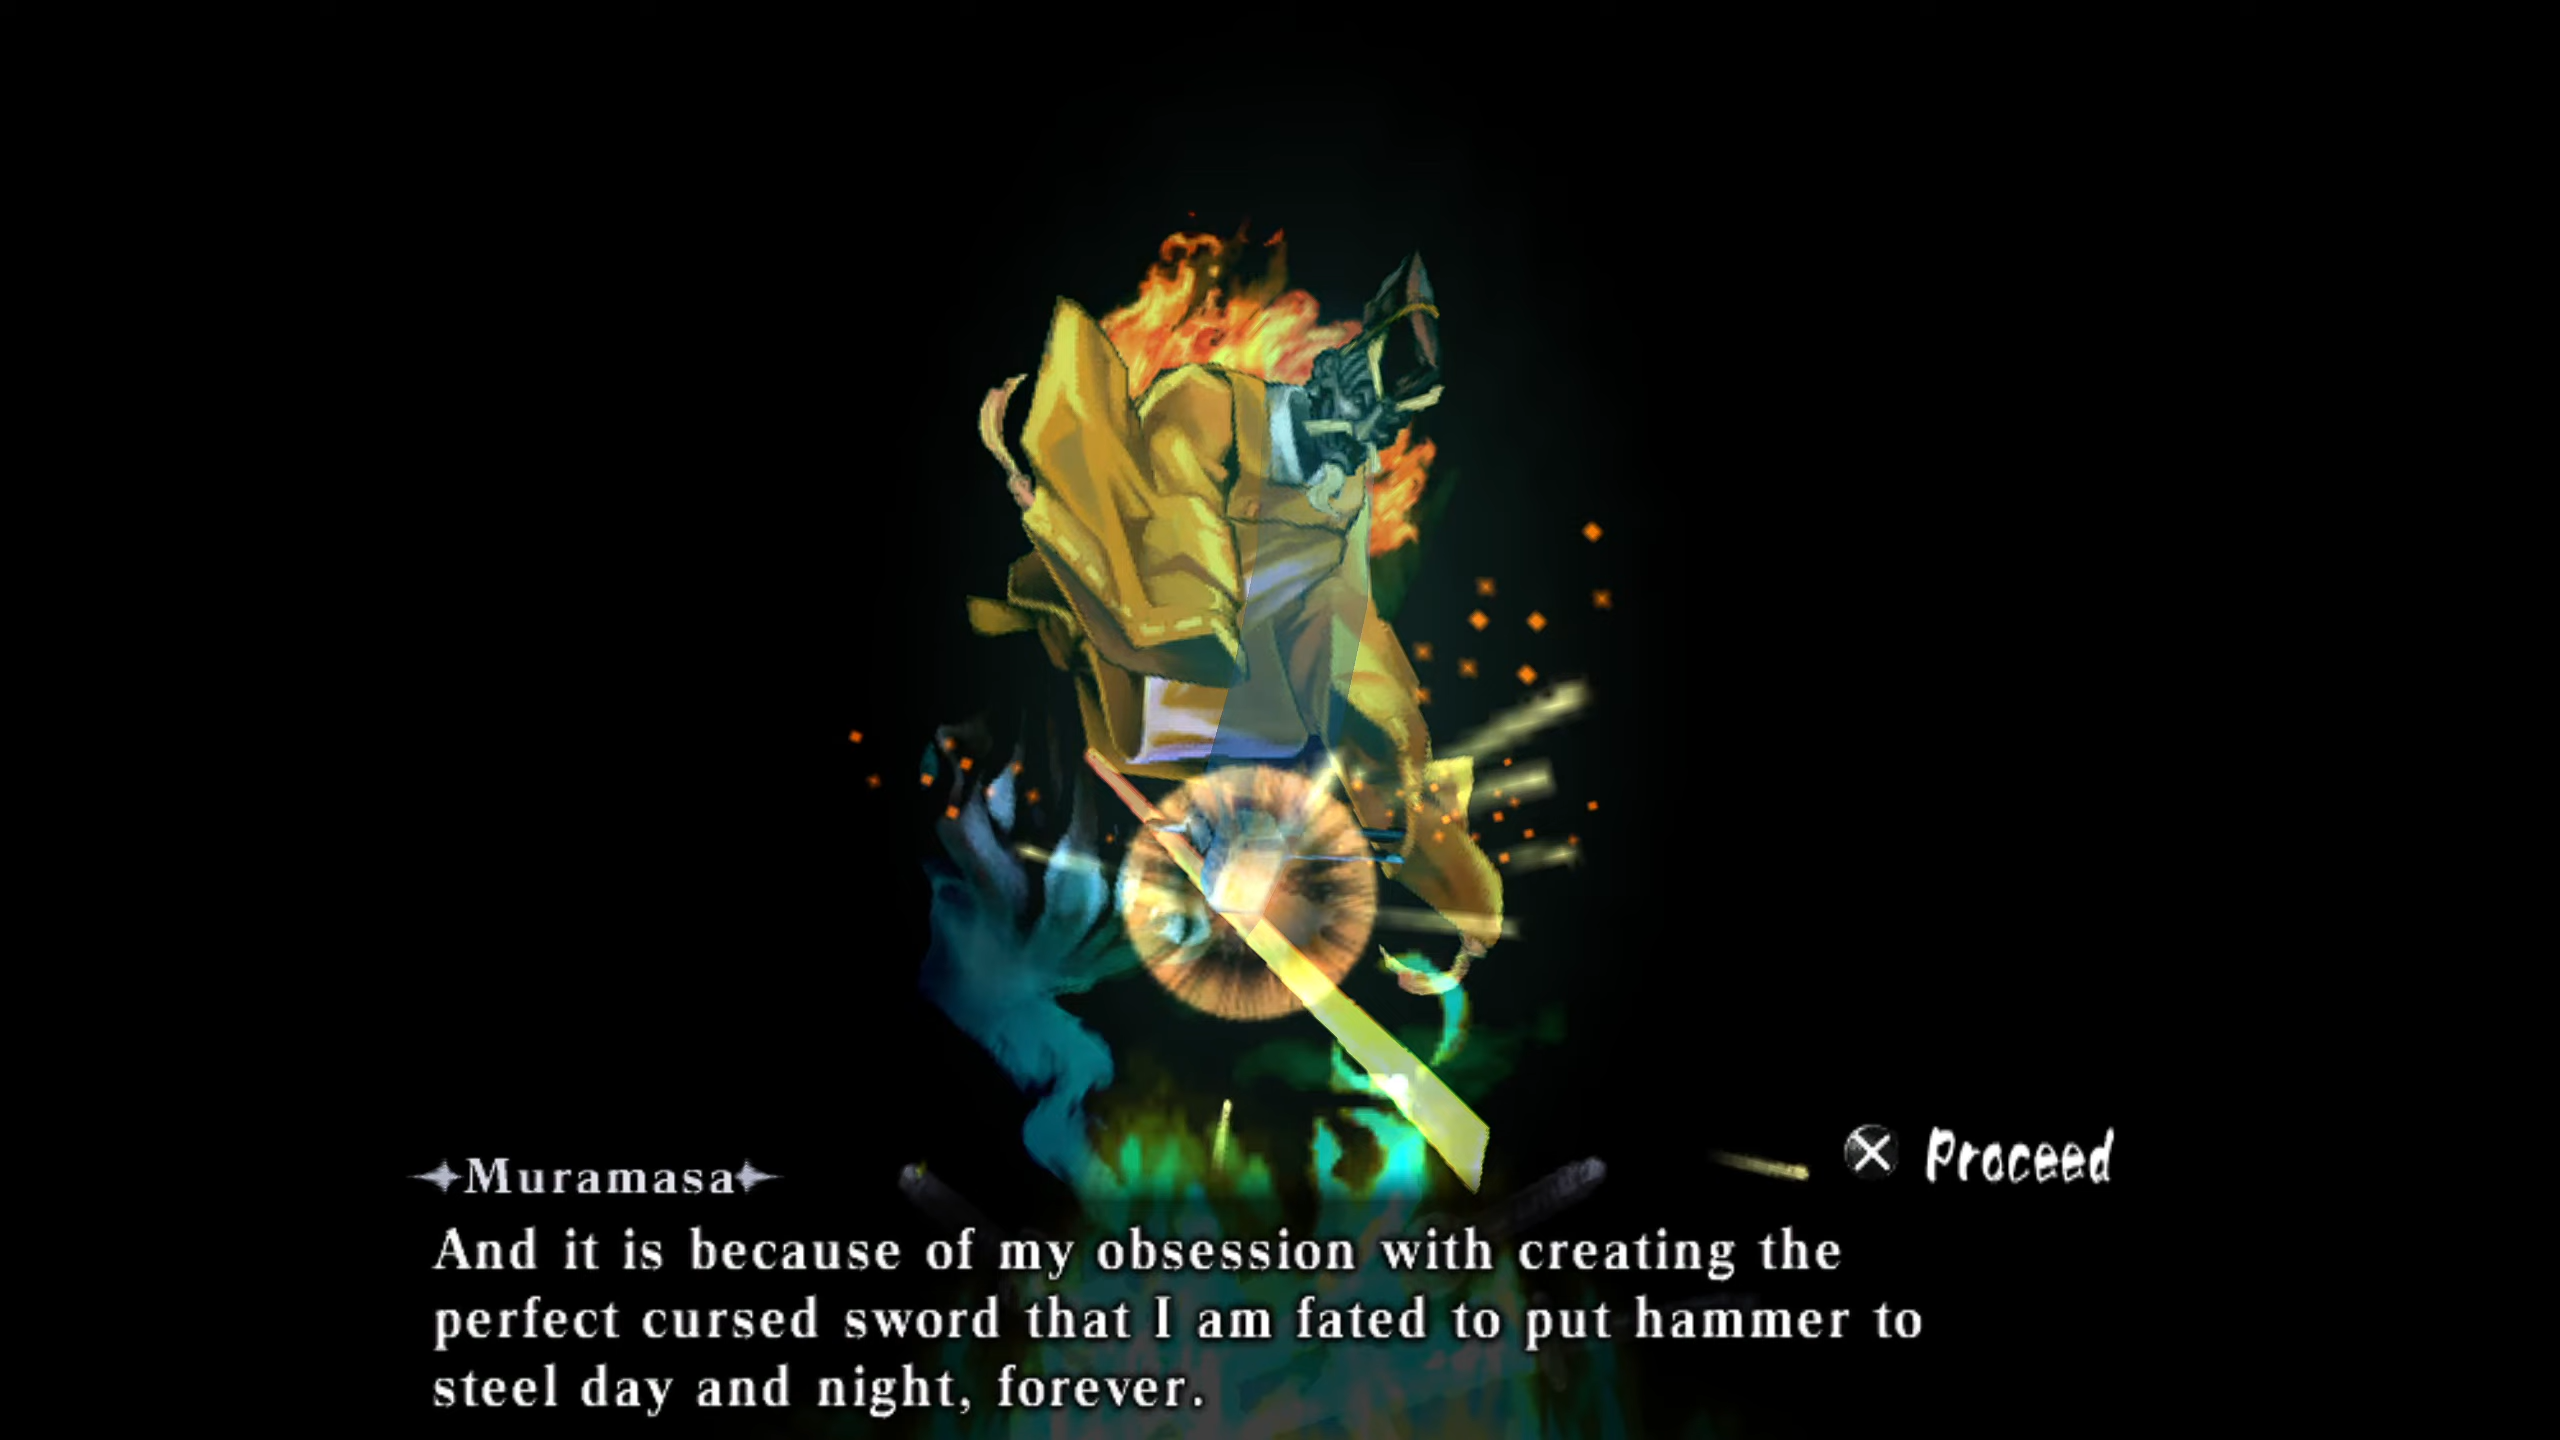 Muramasa
Proceed
And it is because of my obsession with creating the
perfect cursed sword that I am fated to put hammer to
steel day and night, forever.